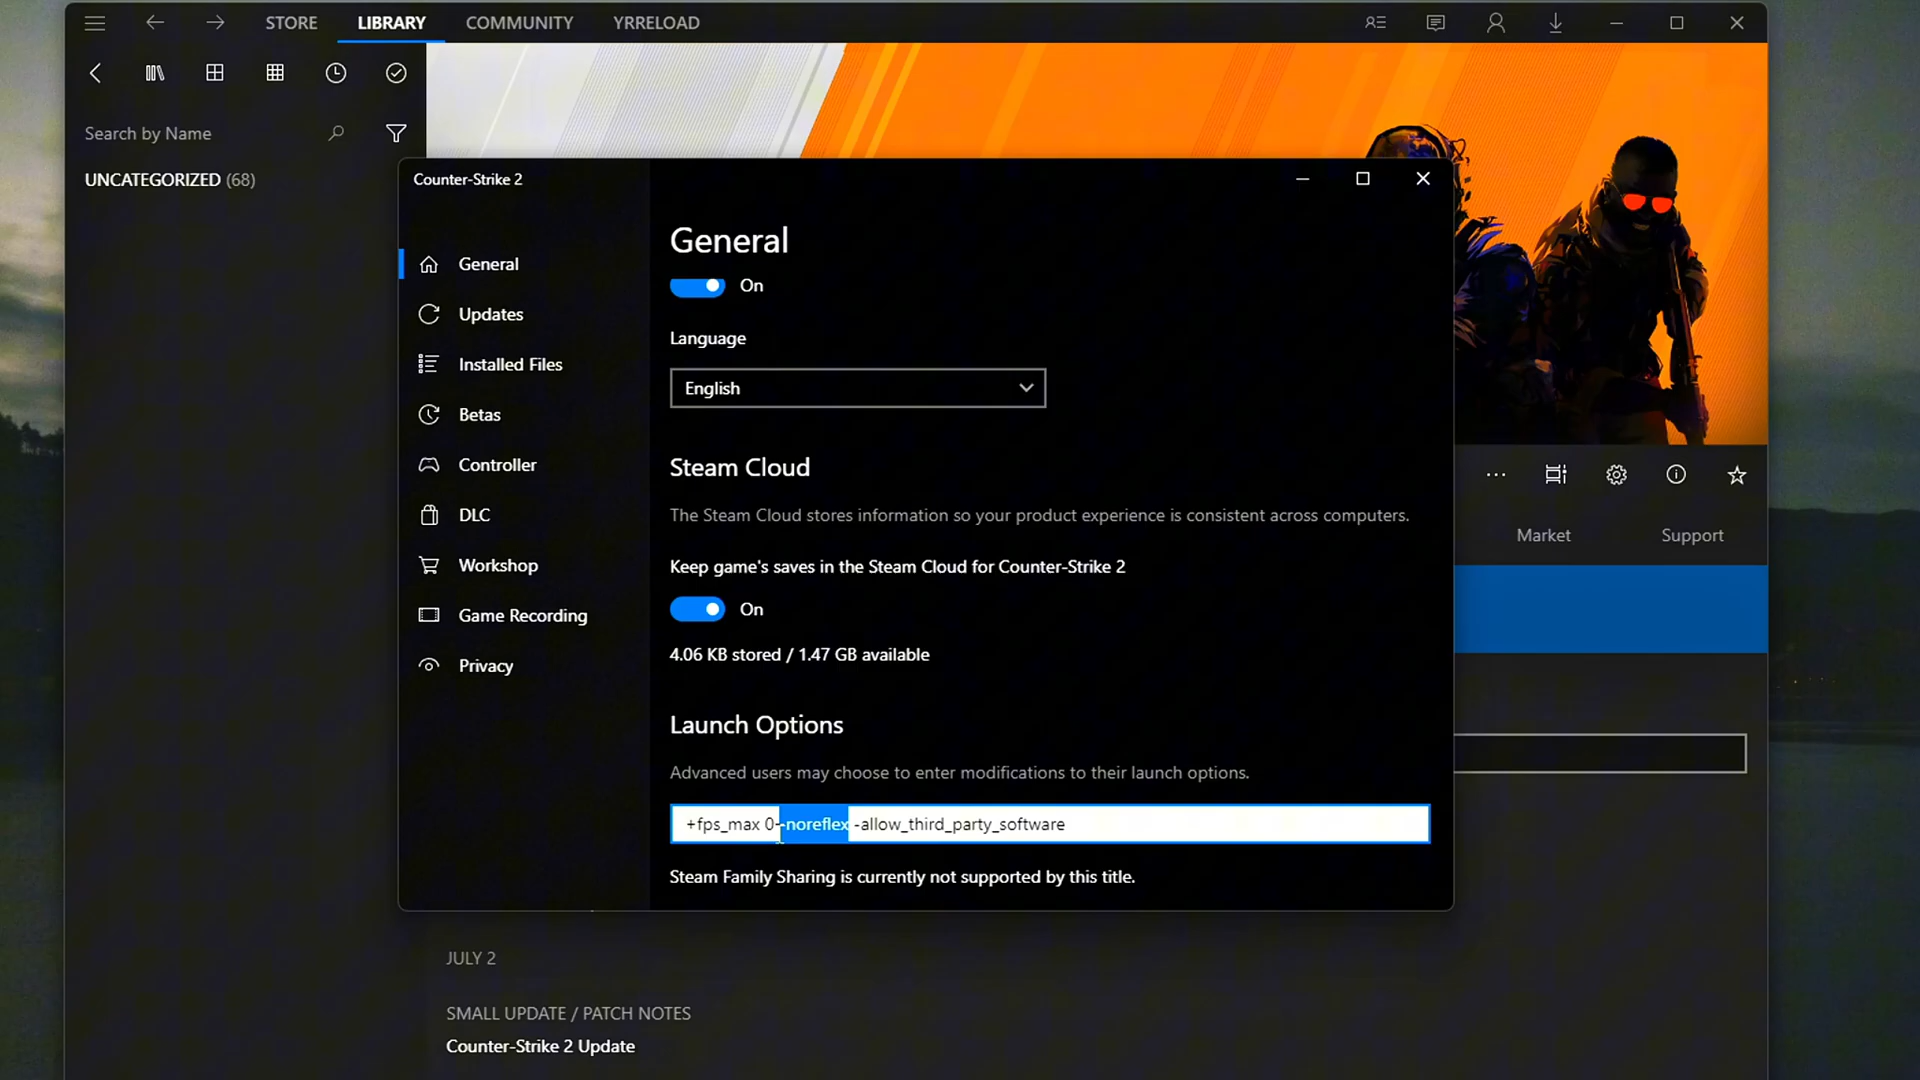 STORE LIBRARY COMMUNITY YRRELOAD
Search by Name
UNCATEGORIZED (68)
Counter-Strike 2
General
Updates
Installed Files
Betas
Controller
DLC
Workshop
Game Recording
Privacy
General
On
Language
English
Steam Cloud
The Steam Cloud stores information so your product experience is consistent across computers.
Keep game's saves in the Steam Cloud for Counter-Strike 2
On
4.06 KB stored / 1.47 GB available
Launch Options
Advanced users may choose to enter modifications to their launch options.
+fps_max 0 -noreflex -allow_third_party_software
Steam Family Sharing is currently not supported by this title.
Market Support
JULY 2
SMALL UPDATE / PATCH NOTES
Counter-Strike 2 Update